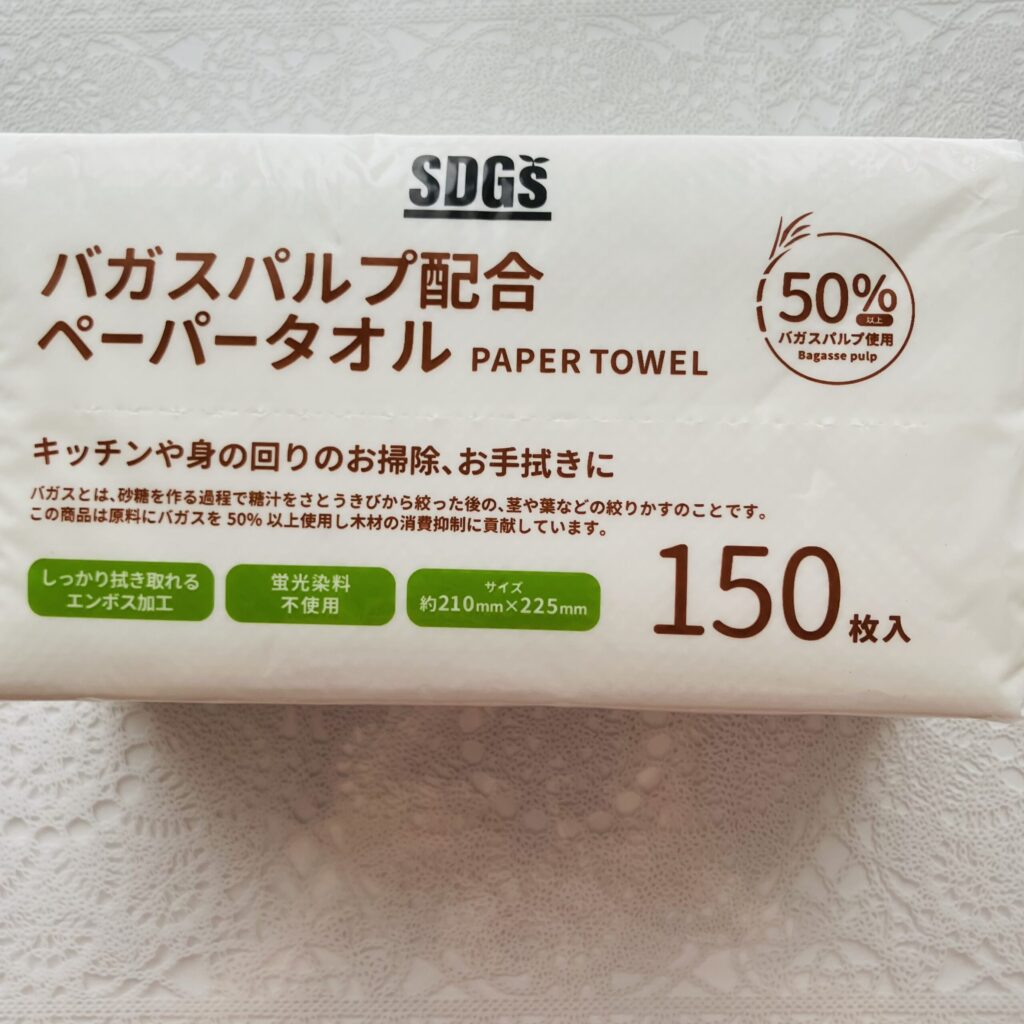 SDGs
バガスパルプ配合
ペーパータオル PAPER TOWEL
50%
以上
バガスパルプ使用
Bagasse pulp
キッチンや身の回りのお掃除、お手拭きに
バガスとは、砂糖を作る過程で糖汁をさとうきびから絞った後の、茎や葉などの絞りかすのことです。
この商品は原料にバガスを 50% 以上使用し木材の消費抑制に貢献しています。
しっかり拭き取れる
エンボス加工
蛍光染料
不使用
サイズ
約210mm×225mm
150枚入